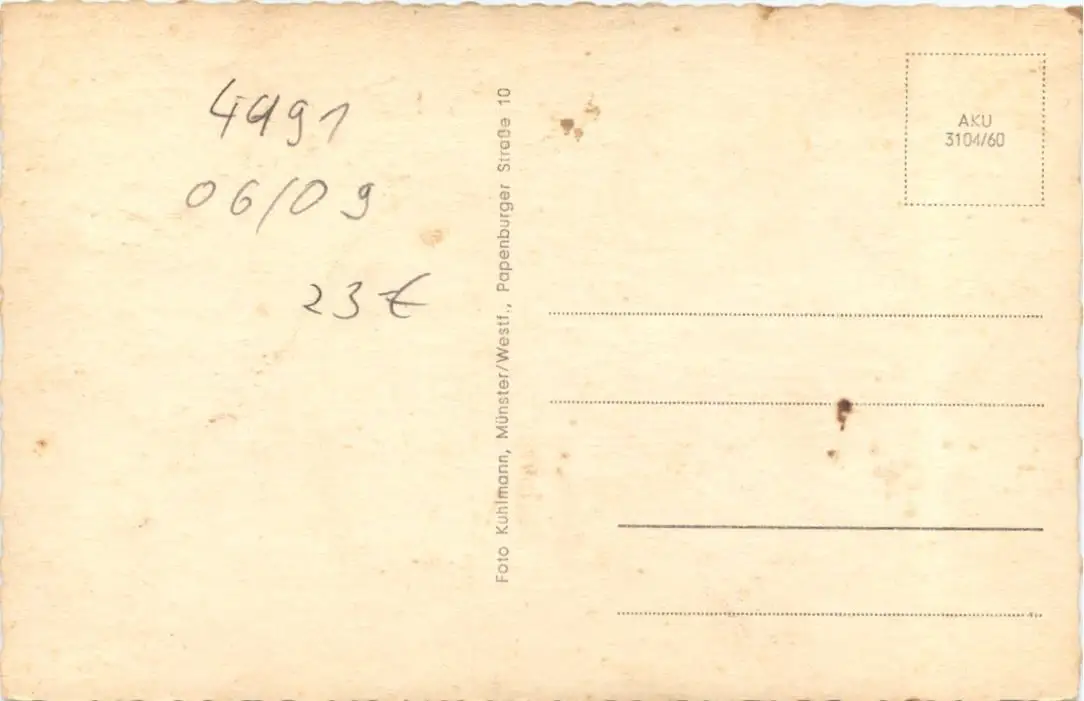 4491
06/09
23 €
Foto Kuhlmann, Münster/Westf., Papenburger Straße 10
AKU
3104/60